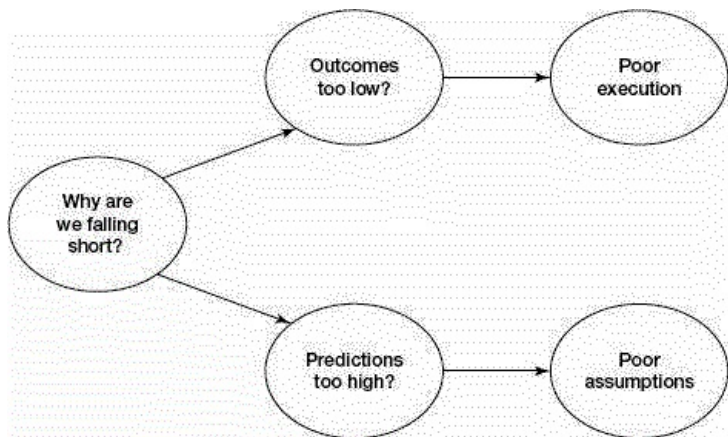 Outcomes
too low?
Poor
execution
Why are
we falling
short?
Predictions
too high?
Poor
assumptions